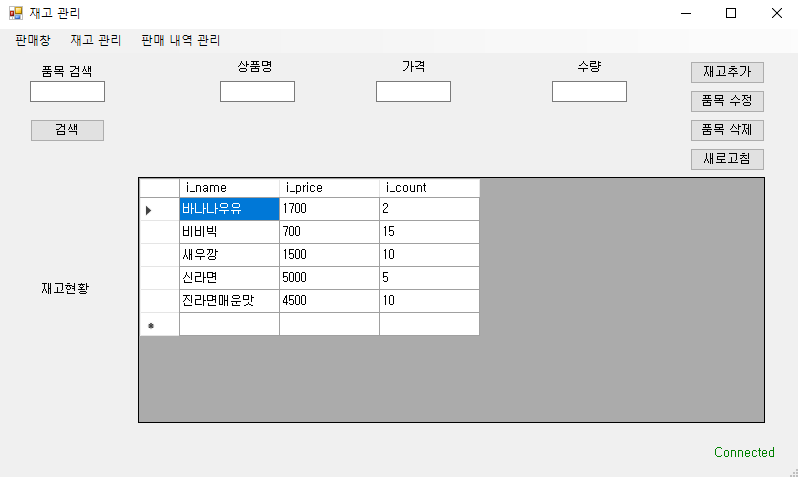 재고 관리
판매창 재고 관리 판매 내역 관리
품목 검색 상품명 가격 수량
재고추가
품목 수정
검색 품목 삭제
새로고침
i_name i_price i_count
바나나우유 1700 2
비비빅 700 15
새우깡 1500 10
신라면 5000 5
진라면매운맛 4500 10
재고현황
Connected